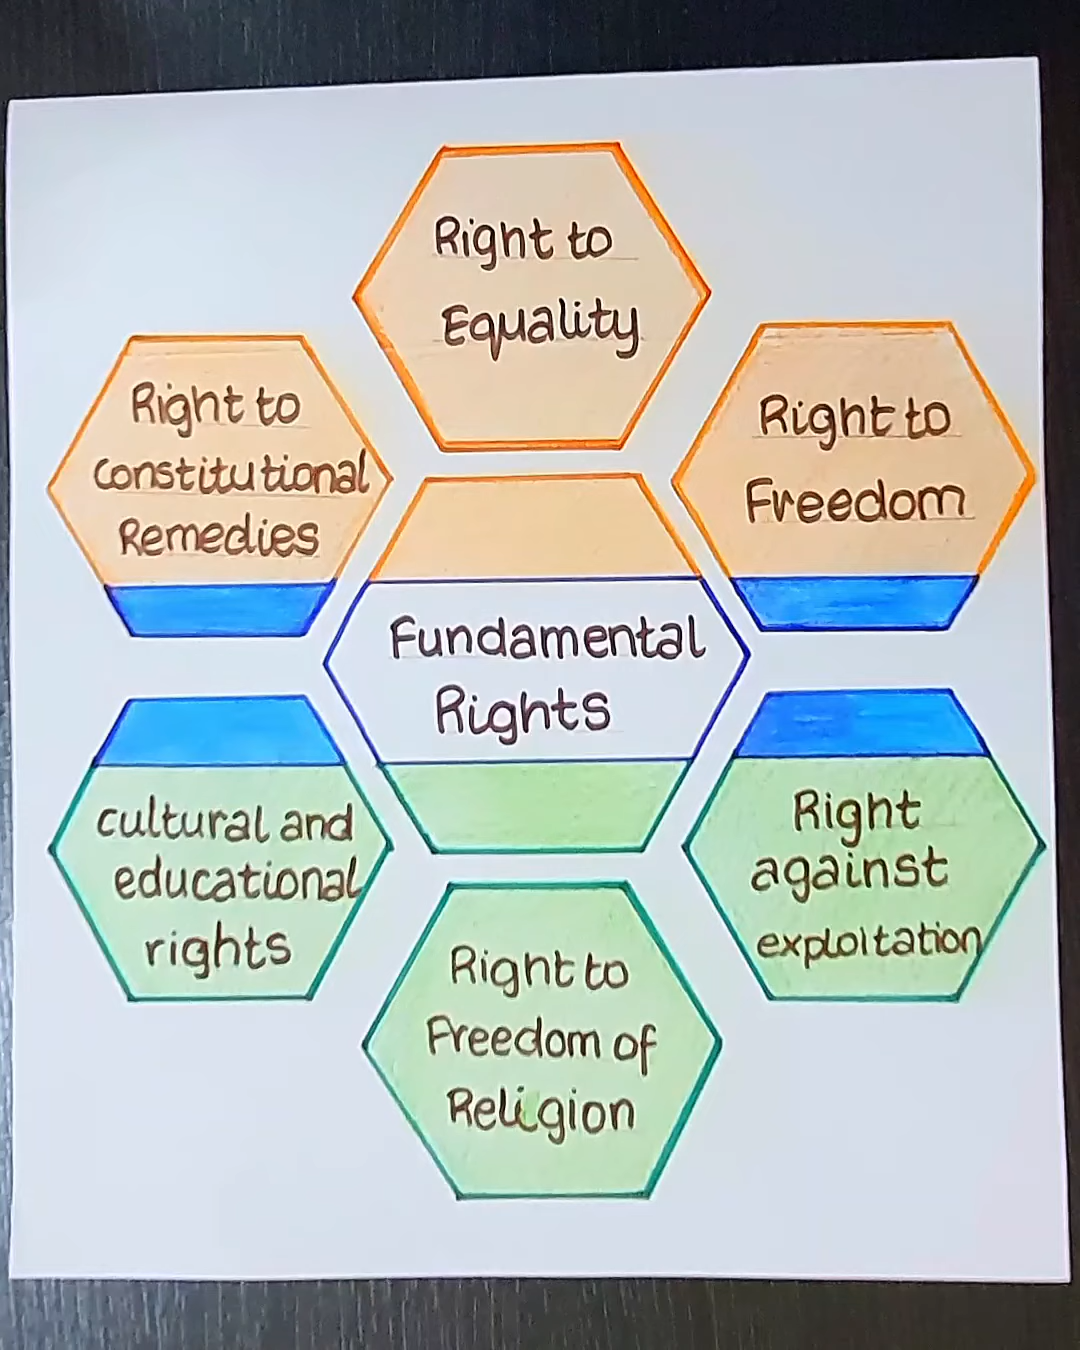 Right to
Equality
Right to
Constitutional
Remedies
Right to
Freedom
Fundamental
Rights
cultural and
educational
rights
Right
against
exploitation
Right to
Freedom of
Religion